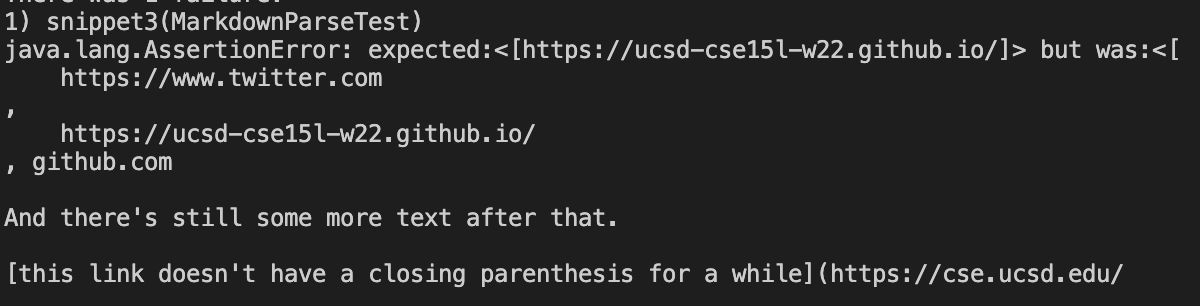 There was 1 failure:
1) snippet3(MarkdownParseTest)
java.lang.AssertionError: expected:<[https://ucsd-cse15l-w22.github.io/]> but was:<[
    https://www.twitter.com
,
    https://ucsd-cse15l-w22.github.io/
, github.com
And there's still some more text after that.
[this link doesn't have a closing parenthesis for a while](https://cse.ucsd.edu/